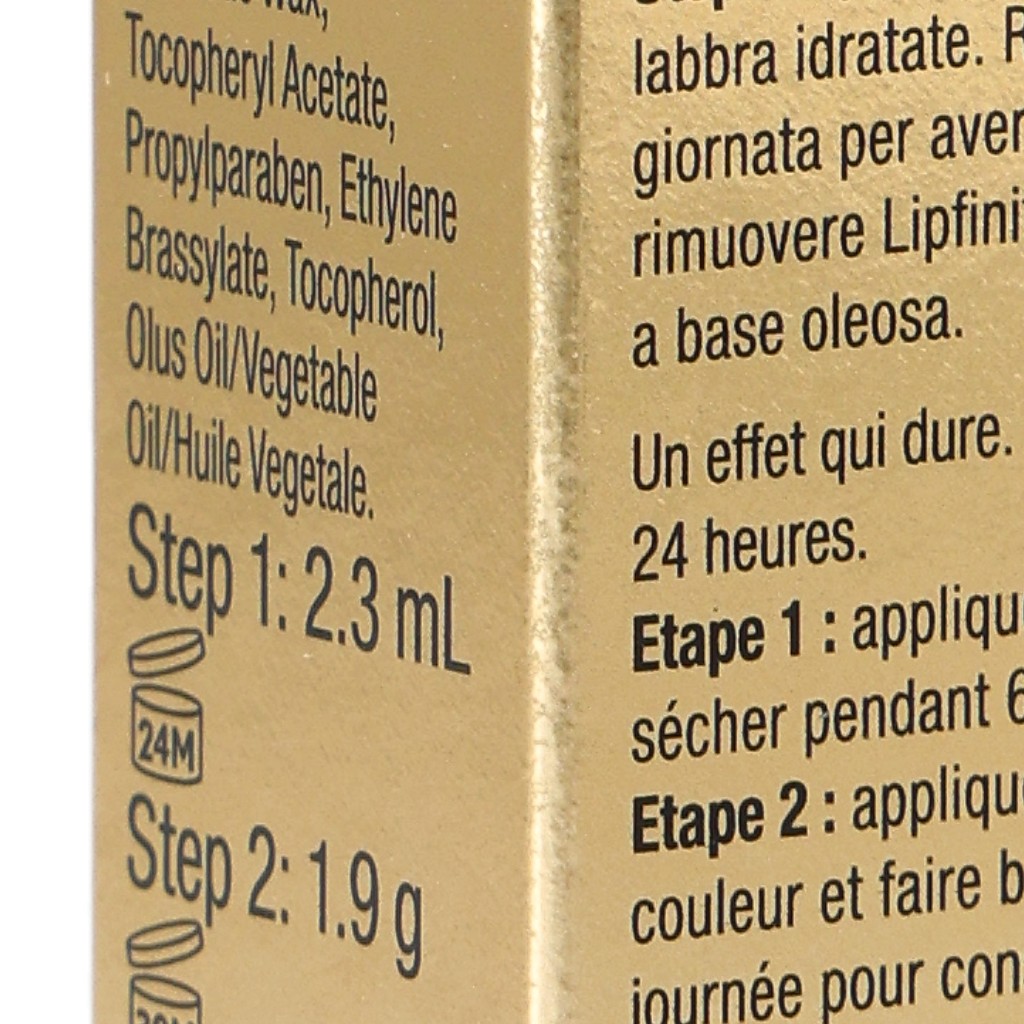 Tocopheryl Acetate,
Propylparaben, Ethylene
Brassylate, Tocopherol,
Olus Oil/Vegetable
Oil/Huile Vegetale.
Step 1: 2.3 mL
24M
Step 2: 1.9 g
labbra idratate.
giornata per aver
rimuovere Lipfini
a base oleosa.
Un effet qui dure.
24 heures.
Etape 1 : appliqu
sécher pendant 6
Etape 2 : appliqu
couleur et faire b
journée pour con